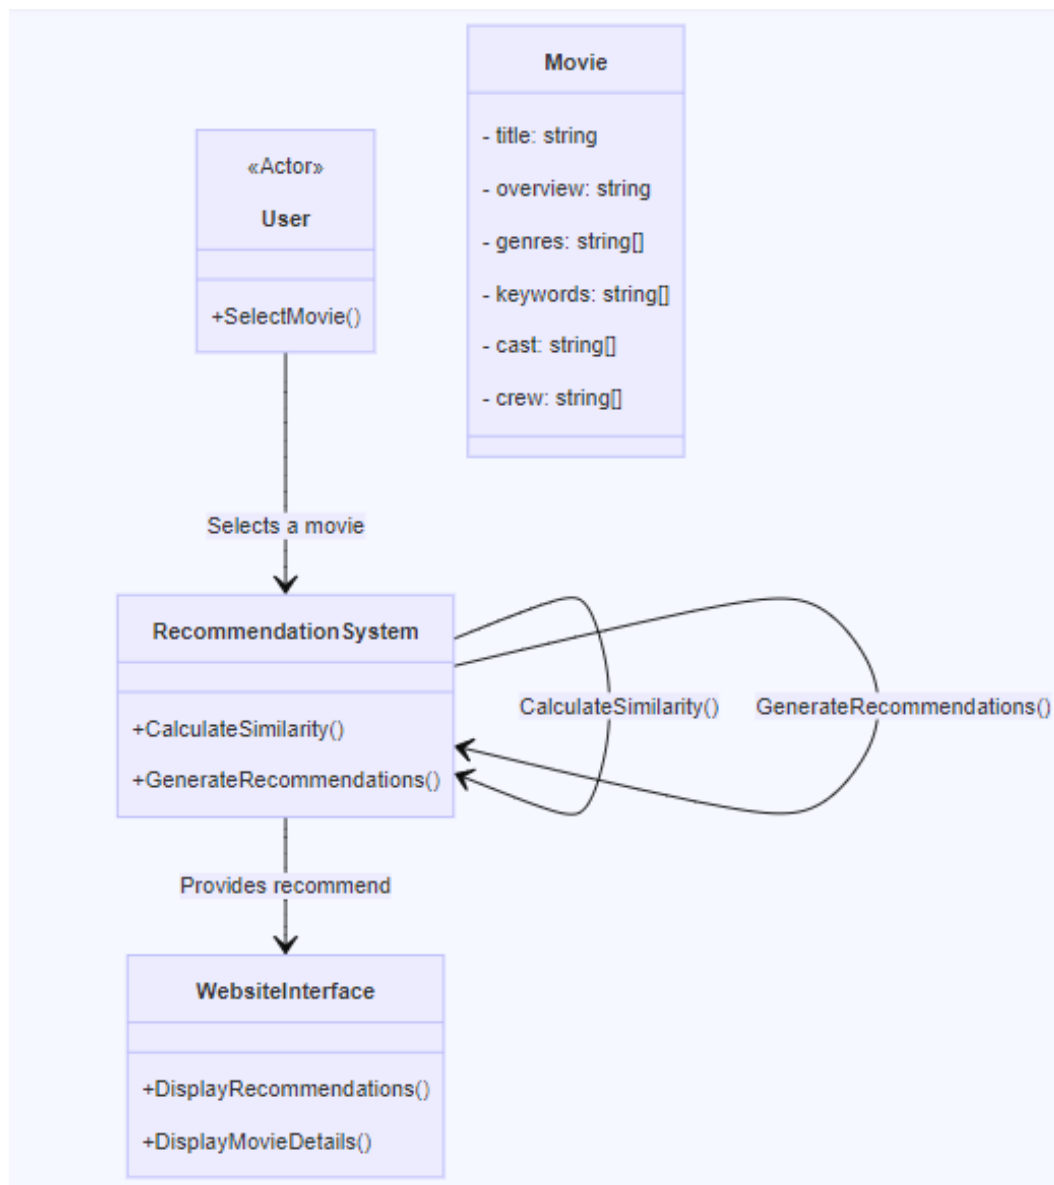 Movie
- title: string
- overview: string
- genres: string[]
- keywords: string[]
- cast: string[]
- crew: string[]
«Actor»
User
+SelectMovie()
Selects a movie
RecommendationSystem
+CalculateSimilarity()
+GenerateRecommendations()
CalculateSimilarity()
GenerateRecommendations()
Provides recommend
WebsiteInterface
+DisplayRecommendations()
+DisplayMovieDetails()